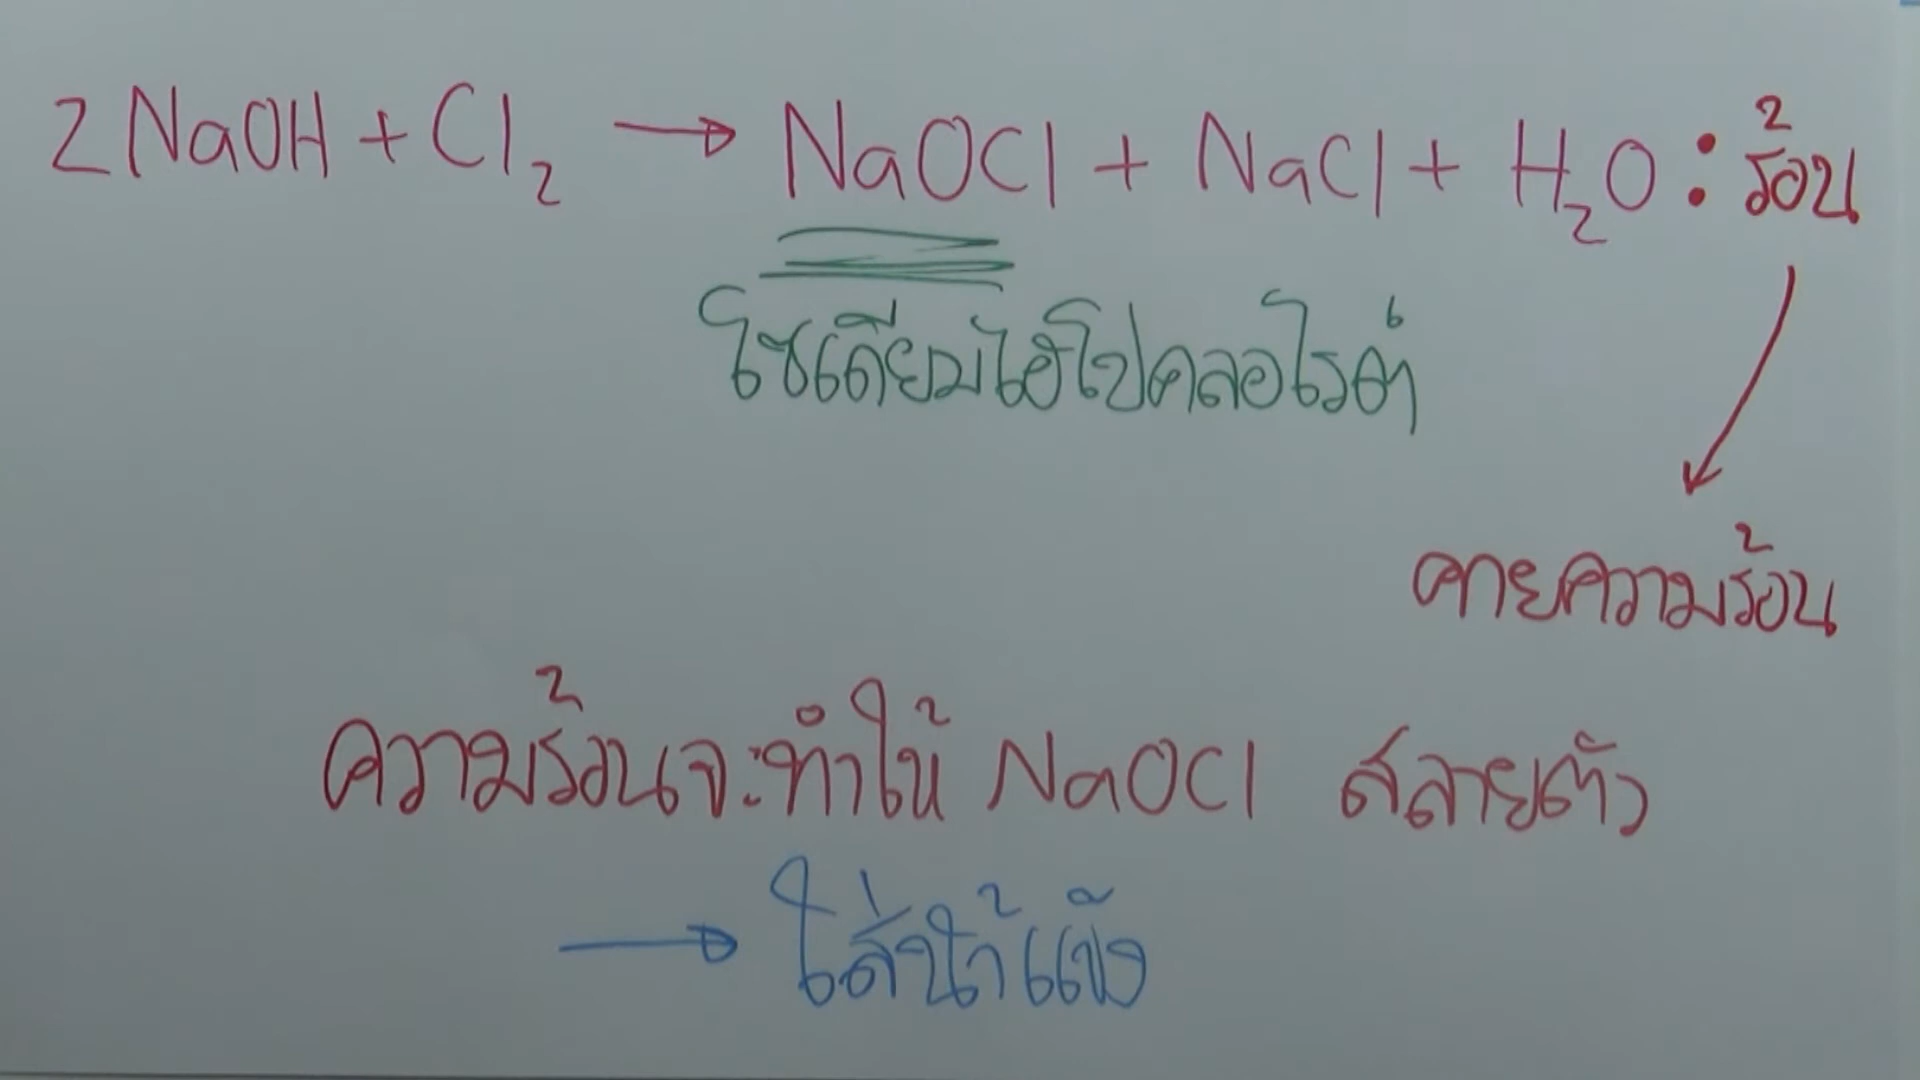 2NaOH + Cl₂ → NaOCl + NaCl + H₂O : ร้อน
โซเดียมไฮโปคลอไรต์
คายความร้อน
ความร้อนจะทำให้ NaOCl สลายตัว
→ ใส่น้ำแข็ง